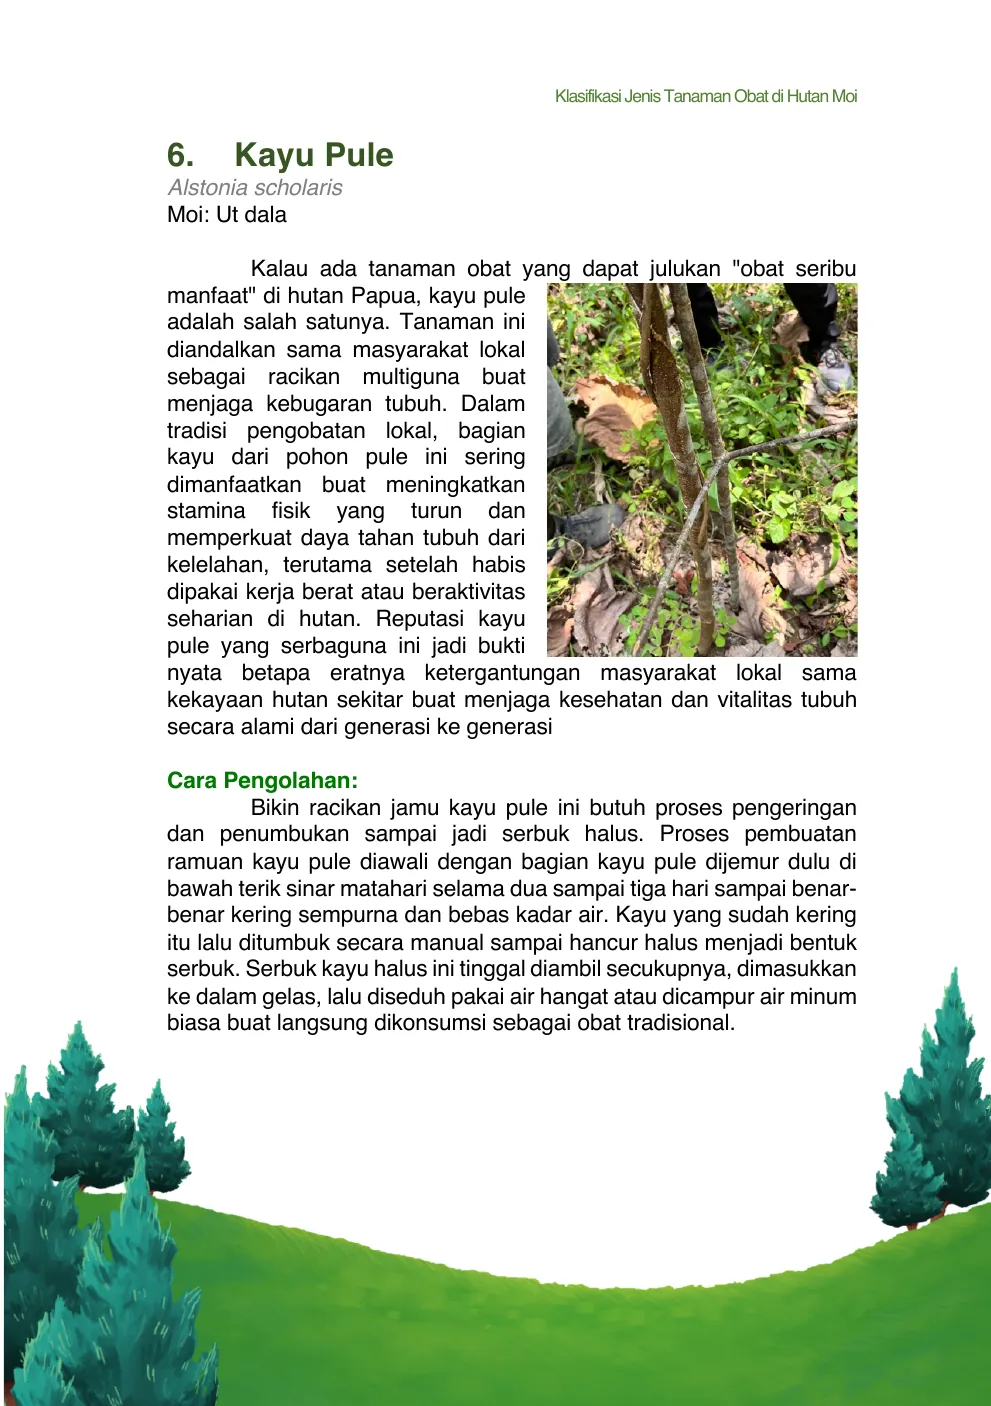 Klasifikasi Jenis Tanaman Obat di Hutan Moi
6. Kayu Pule
Alstonia scholaris
Moi: Ut dala
Kalau ada tanaman obat yang dapat julukan "obat seribu
manfaat" di hutan Papua, kayu pule
adalah salah satunya. Tanaman ini
diandalkan sama masyarakat lokal
sebagai racikan multiguna buat
menjaga kebugaran tubuh. Dalam
tradisi pengobatan lokal, bagian
kayu dari pohon pule ini sering
dimanfaatkan buat meningkatkan
stamina fisik yang turun dan
memperkuat daya tahan tubuh dari
kelelahan, terutama setelah habis
dipakai kerja berat atau beraktivitas
seharian di hutan. Reputasi kayu
pule yang serbaguna ini jadi bukti
nyata betapa eratnya ketergantungan masyarakat lokal sama
kekayaan hutan sekitar buat menjaga kesehatan dan vitalitas tubuh
secara alami dari generasi ke generasi
Cara Pengolahan:
Bikin racikan jamu kayu pule ini butuh proses pengeringan
dan penumbukan sampai jadi serbuk halus. Proses pembuatan
ramuan kayu pule diawali dengan bagian kayu pule dijemur dulu di
bawah terik sinar matahari selama dua sampai tiga hari sampai benar-
benar kering sempurna dan bebas kadar air. Kayu yang sudah kering
itu lalu ditumbuk secara manual sampai hancur halus menjadi bentuk
serbuk. Serbuk kayu halus ini tinggal diambil secukupnya, dimasukkan
ke dalam gelas, lalu diseduh pakai air hangat atau dicampur air minum
biasa buat langsung dikonsumsi sebagai obat tradisional.